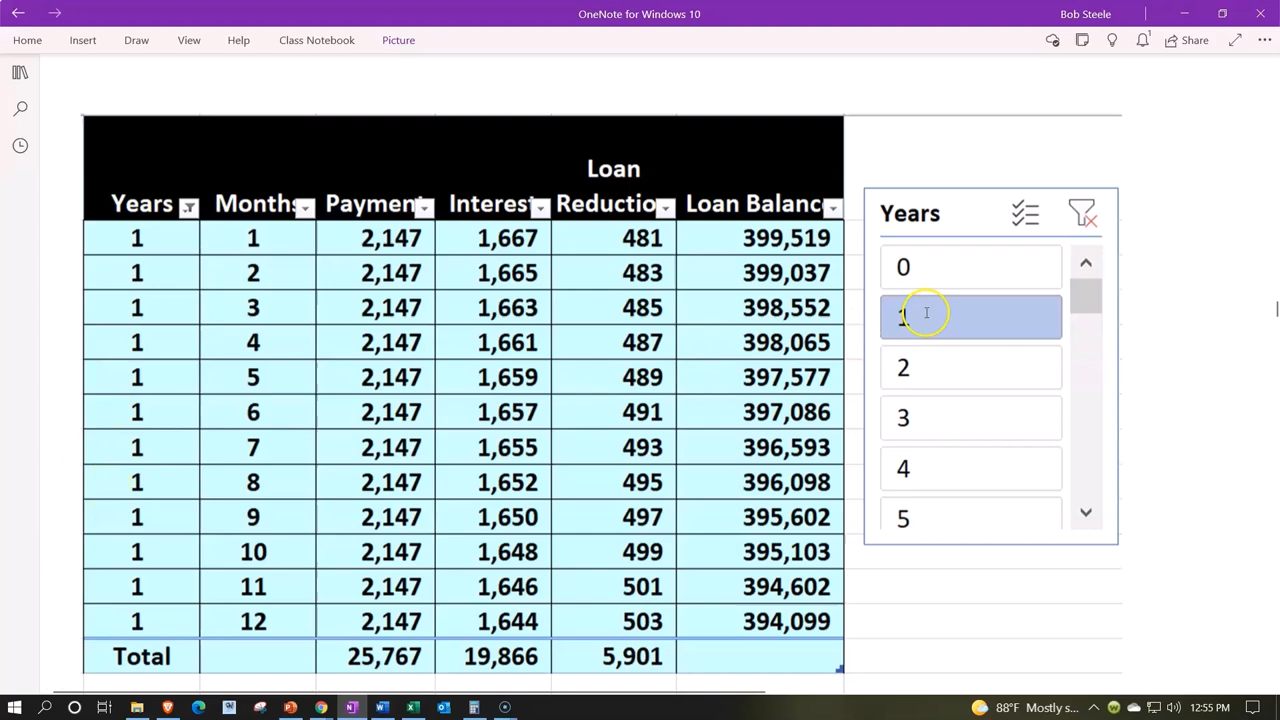 OneNote for Windows 10
Bob Steele
Home Insert Draw View Help Class Notebook Picture
Share
Loan
Years Months Payment Interest Reduction Loan Balance
1 1 2,147 1,667 481 399,519
1 2 2,147 1,665 483 399,037
1 3 2,147 1,663 485 398,552
1 4 2,147 1,661 487 398,065
1 5 2,147 1,659 489 397,577
1 6 2,147 1,657 491 397,086
1 7 2,147 1,655 493 396,593
1 8 2,147 1,652 495 396,098
1 9 2,147 1,650 497 395,602
1 10 2,147 1,648 499 395,103
1 11 2,147 1,646 501 394,602
1 12 2,147 1,644 503 394,099
Total 25,767 19,866 5,901
Years
0
1
2
3
4
5
88°F Mostly s... 12:55 PM